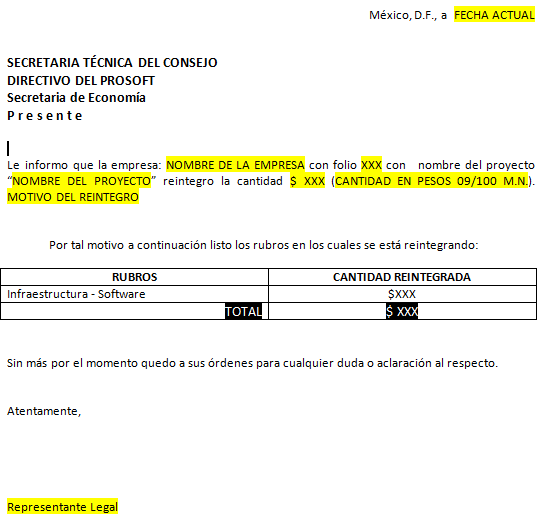 México, D.F., a FECHA ACTUAL
SECRETARIA TÉCNICA DEL CONSEJO
DIRECTIVO DEL PROSOFT
Secretaria de Economía
P r e s e n t e
Le informo que la empresa: NOMBRE DE LA EMPRESA con folio XXX con nombre del proyecto
“NOMBRE DEL PROYECTO” reintegro la cantidad $ XXX (CANTIDAD EN PESOS 09/100 M.N.).
MOTIVO DEL REINTEGRO
Por tal motivo a continuación listo los rubros en los cuales se está reintegrando:
RUBROS CANTIDAD REINTEGRADA
Infraestructura - Software $XXX
TOTAL $ XXX
Sin más por el momento quedo a sus órdenes para cualquier duda o aclaración al respecto.
Atentamente,
Representante Legal